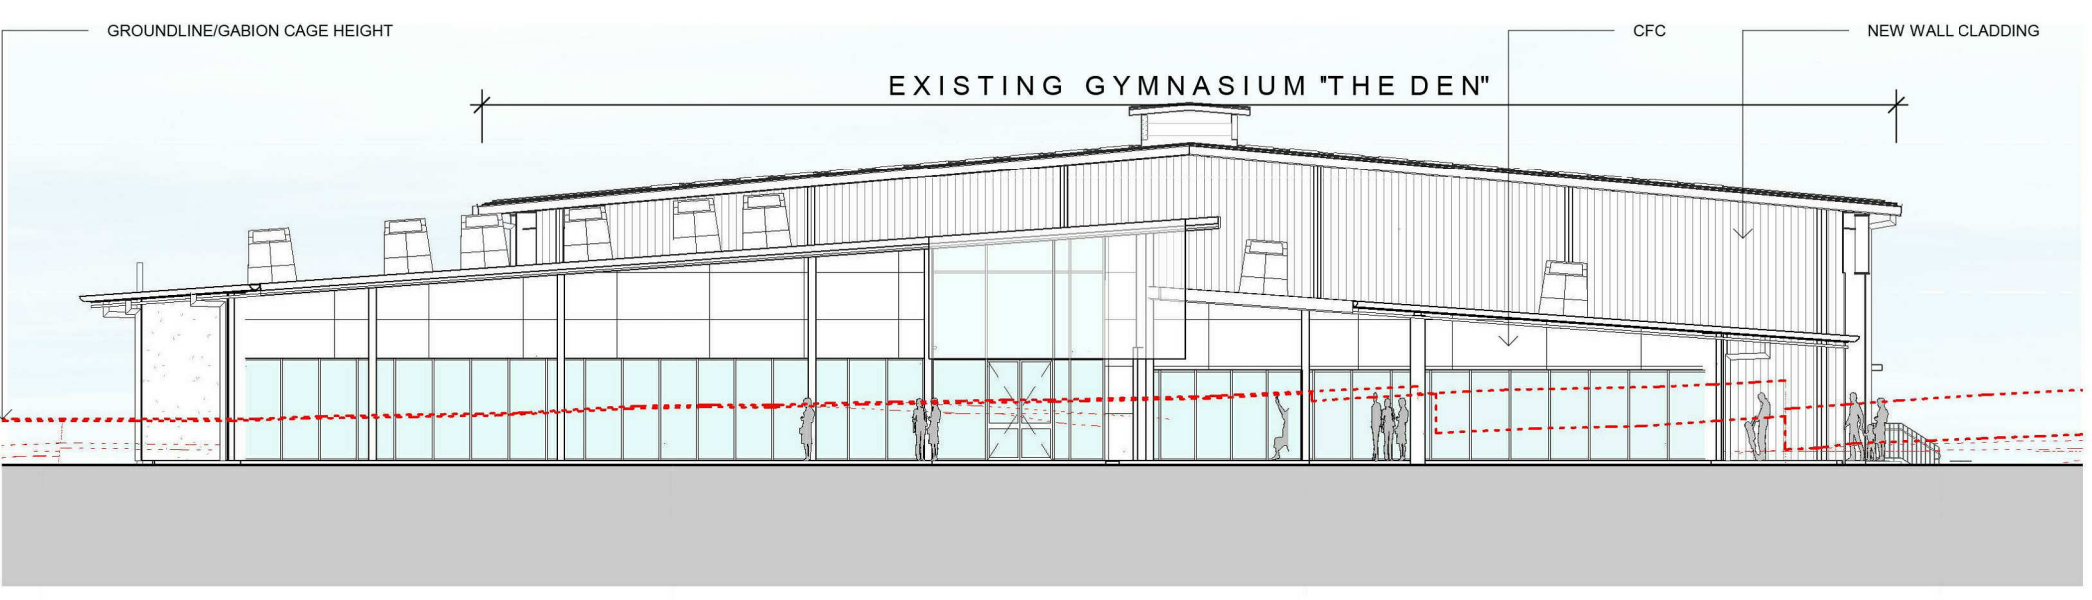 GROUNDLINE/GABION CAGE HEIGHT
CFC
NEW WALL CLADDING
EXISTING GYMNASIUM "THE DEN"